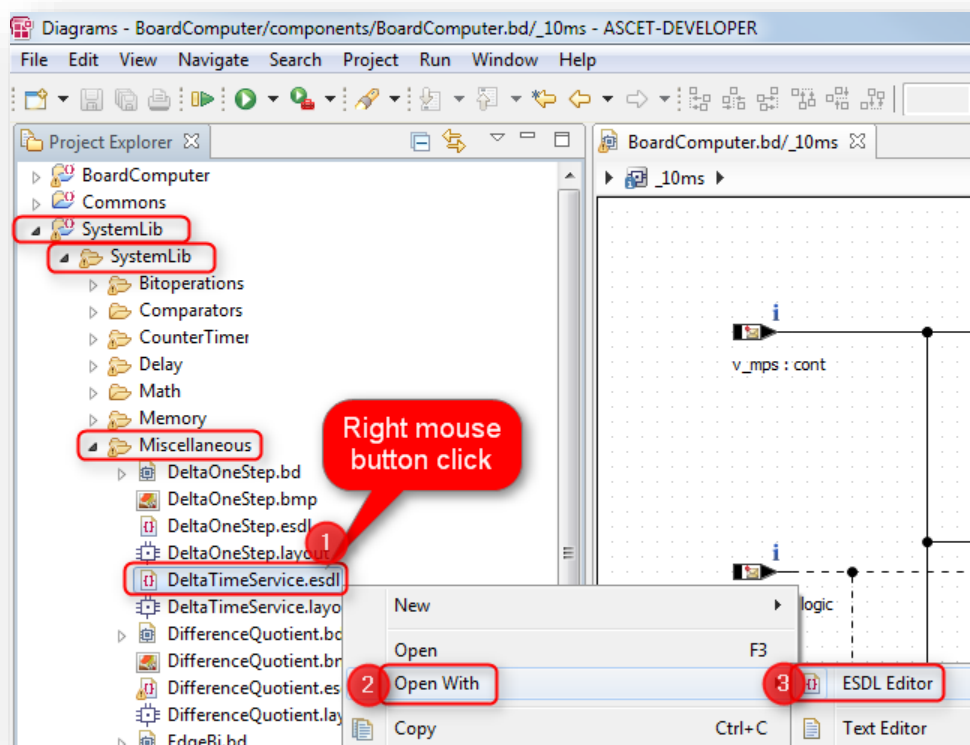 Diagrams - BoardComputer/components/BoardComputer.bd/_10ms - ASCET-DEVELOPER
File Edit View Navigate Search Project Run Window Help
Project Explorer
BoardComputer
Commons
SystemLib
SystemLib
Bitoperations
Comparators
CounterTimer
Delay
Math
Memory
Miscellaneous
DeltaOneStep.bd
DeltaOneStep.bmp
DeltaOneStep.esdl
DeltaOneStep.layout
DeltaTimeService.esdl
DeltaTimeService.layo
DifferenceQuotient.bd
DifferenceQuotient.bm
DifferenceQuotient.es
DifferenceQuotient.lay
EdgeBi.bd
Right mouse
button click
1
BoardComputer.bd/_10ms
_10ms
i
v_mps : cont
i
logic
New
Open F3
2 Open With
Copy Ctrl+C
3 ESDL Editor
Text Editor